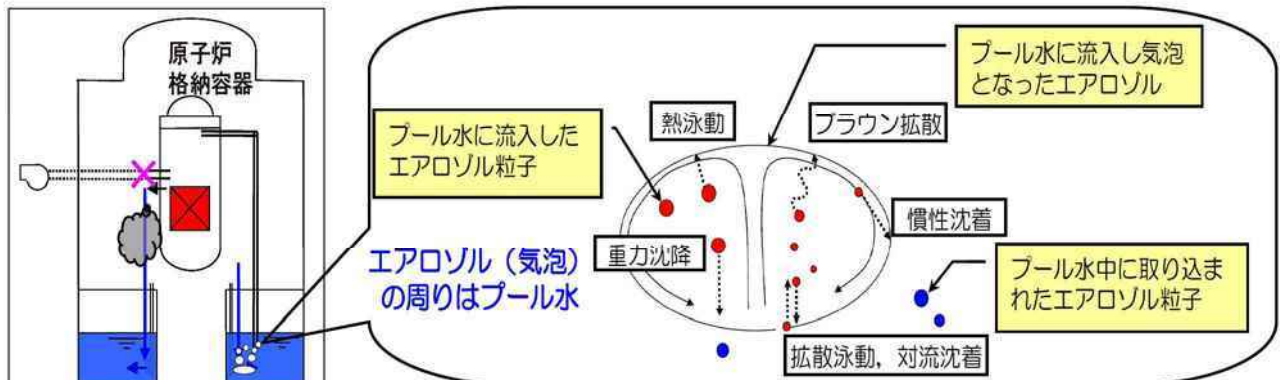 原子炉
格納容器
プール水に流入した
エアロゾル粒子
エアロゾル（気泡）
の周りはプール水
プール水に流入し気泡
となったエアロゾル
熱泳動
ブラウン拡散
慣性沈着
重力沈降
プール水中に取り込ま
れたエアロゾル粒子
拡散泳動，対流沈着